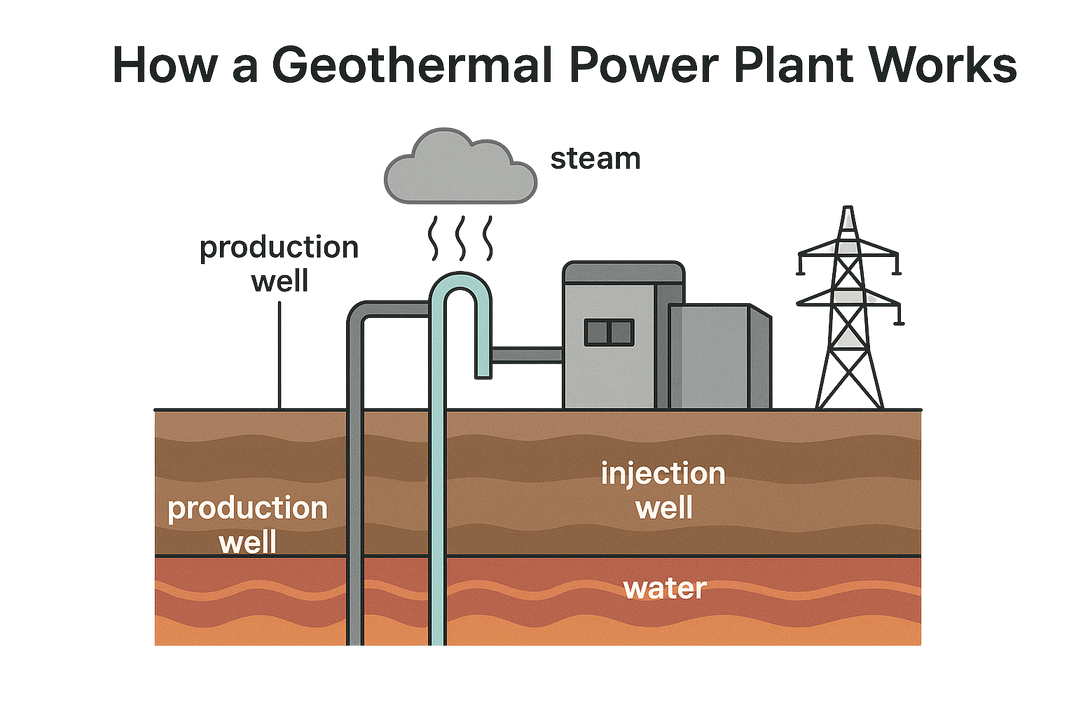 How a Geothermal Power Plant Works
steam
production
well
injection
well
production
well
water